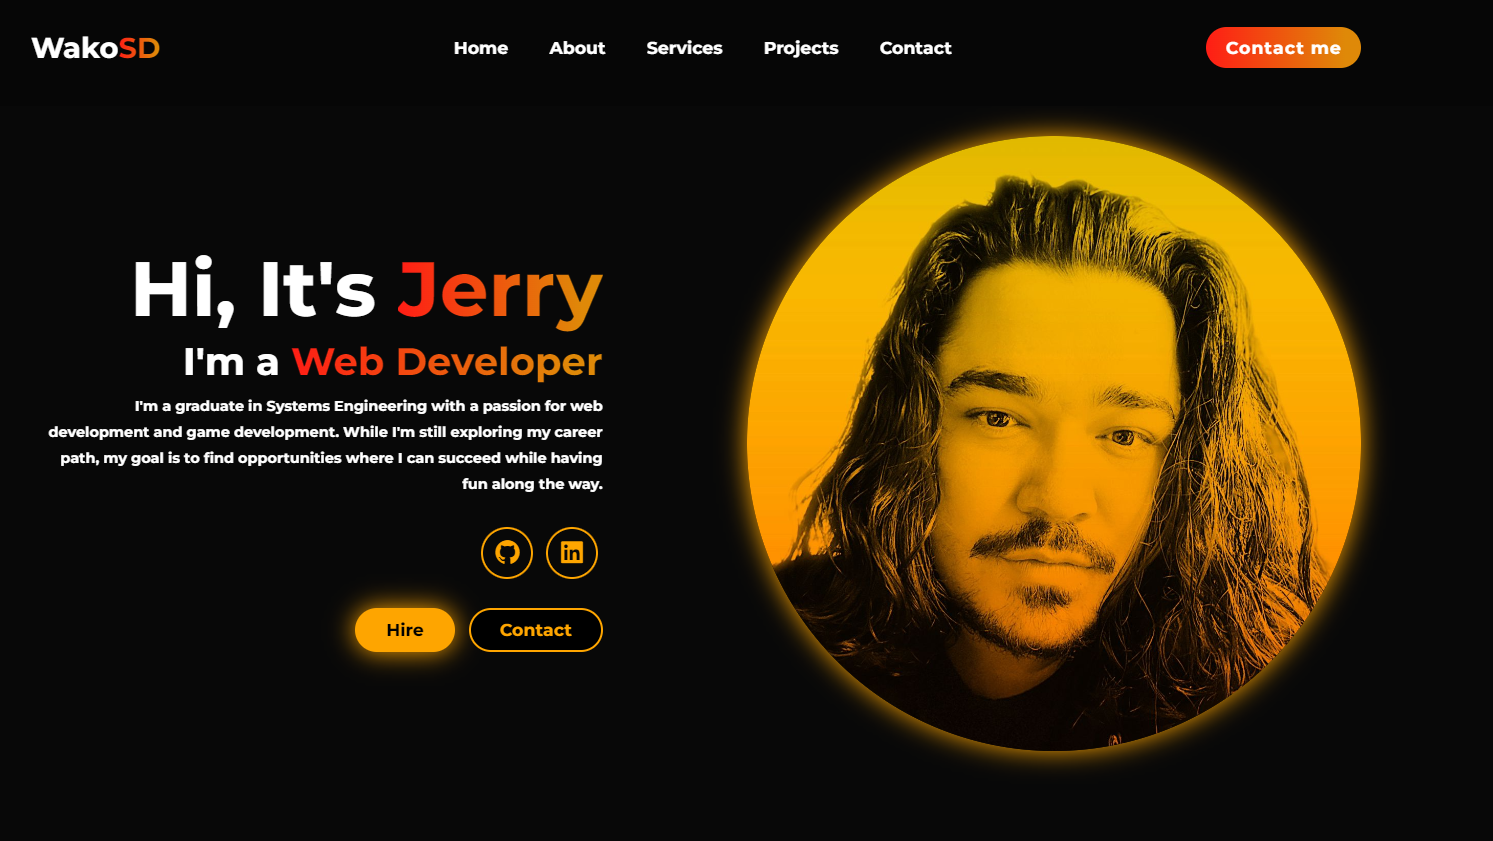 WakoSD
Home About Services Projects Contact
Contact me
Hi, It's Jerry
I'm a Web Developer
I'm a graduate in Systems Engineering with a passion for web
development and game development. While I'm still exploring my career
path, my goal is to find opportunities where I can succeed while having
fun along the way.
in
Hire
Contact